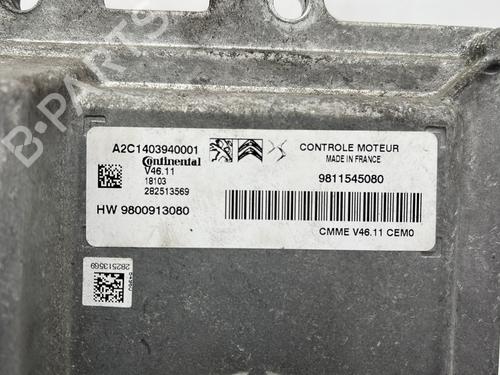 B-PARTS
A2C1403940001
Continental
V46.11
18103
282513569
HW 9800913080
CONTROLE MOTEUR
MADE IN FRANCE
9811545080
CMME V46.11 CEM0
282513569